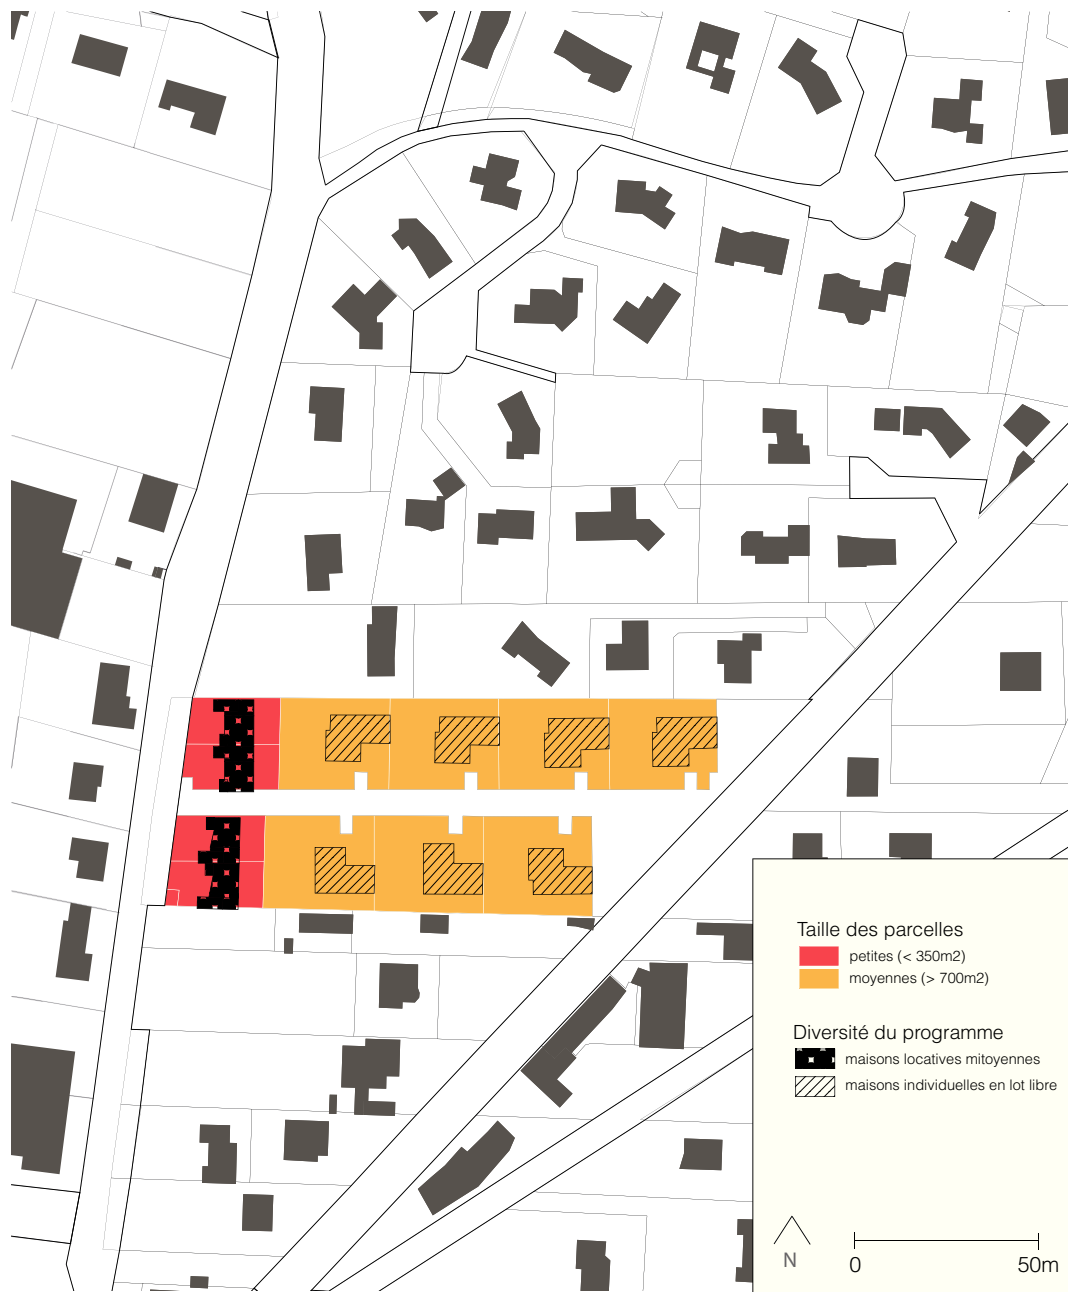 Taille des parcelles
petites (< 350m2)
moyennes (> 700m2)
Diversité du programme
maisons locatives mitoyennes
maisons individuelles en lot libre
N
0 50m